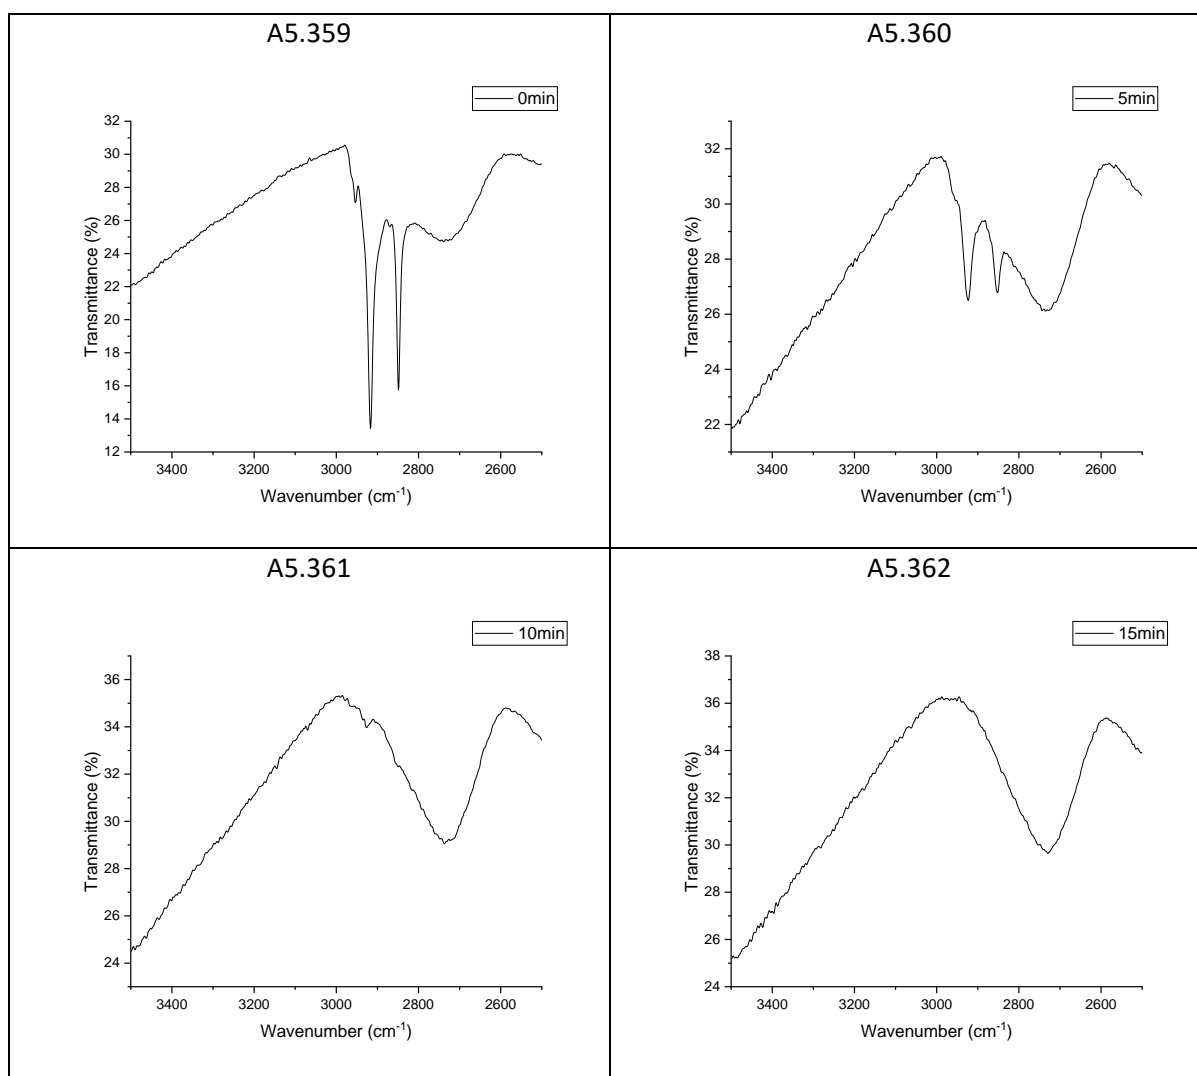 A5.359
0min
32
30
28
26
24
22
20
18
16
14
12
Transmittance (%)
3400 3200 3000 2800 2600
Wavenumber (cm-1)
A5.360
5min
32
30
28
26
24
22
Transmittance (%)
3400 3200 3000 2800 2600
Wavenumber (cm-1)
A5.361
10min
36
34
32
30
28
26
24
Transmittance (%)
3400 3200 3000 2800 2600
Wavenumber (cm-1)
A5.362
15min
38
36
34
32
30
28
26
24
Transmittance (%)
3400 3200 3000 2800 2600
Wavenumber (cm-1)